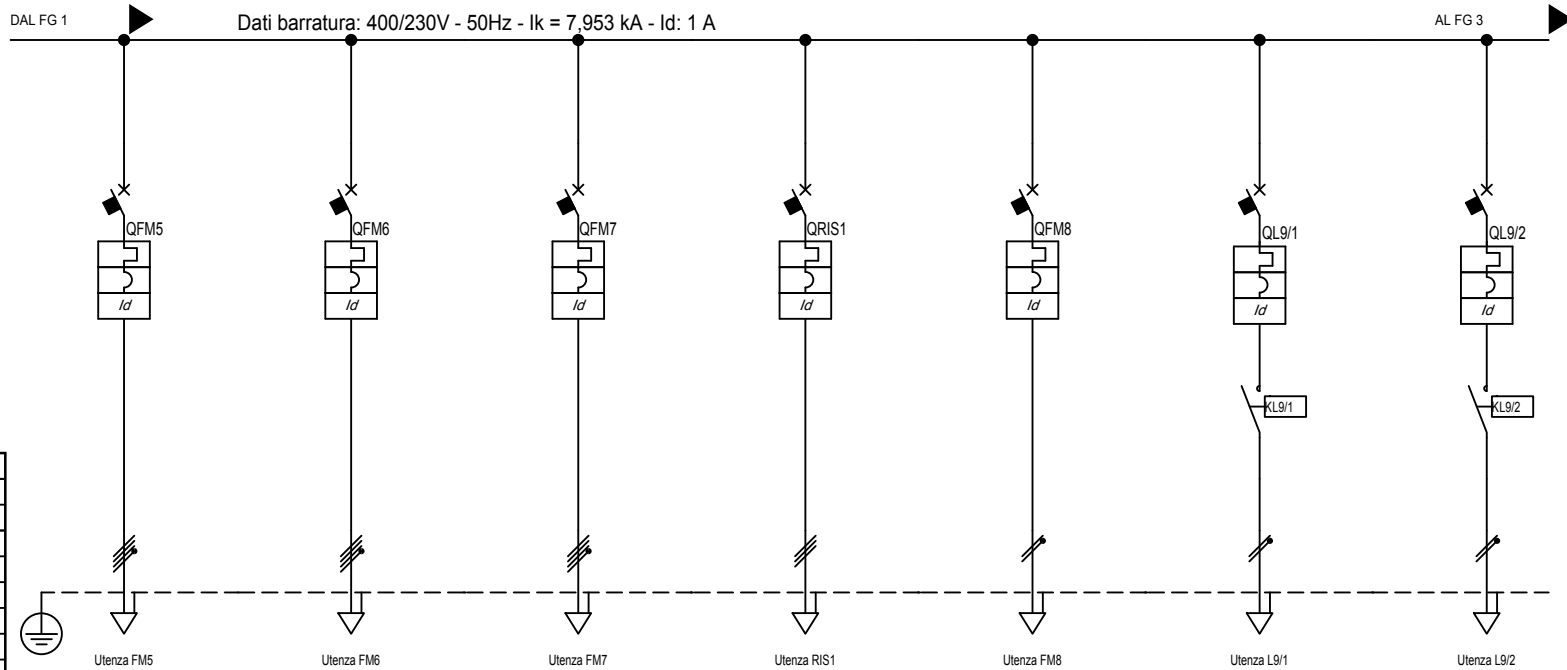 DAL FG 1
Dati barratura: 400/230V - 50Hz - Ik = 7,953 kA - Id: 1 A
AL FG 3
QFM5
QFM6
QFM7
QRIS1
QFM8
QL9/1
QL9/2
Id
Id
Id
Id
Id
Id
Id
KL9/1
KL9/2
Utenza FM5
Utenza FM6
Utenza FM7
Utenza RIS1
Utenza FM8
Utenza L9/1
Utenza L9/2